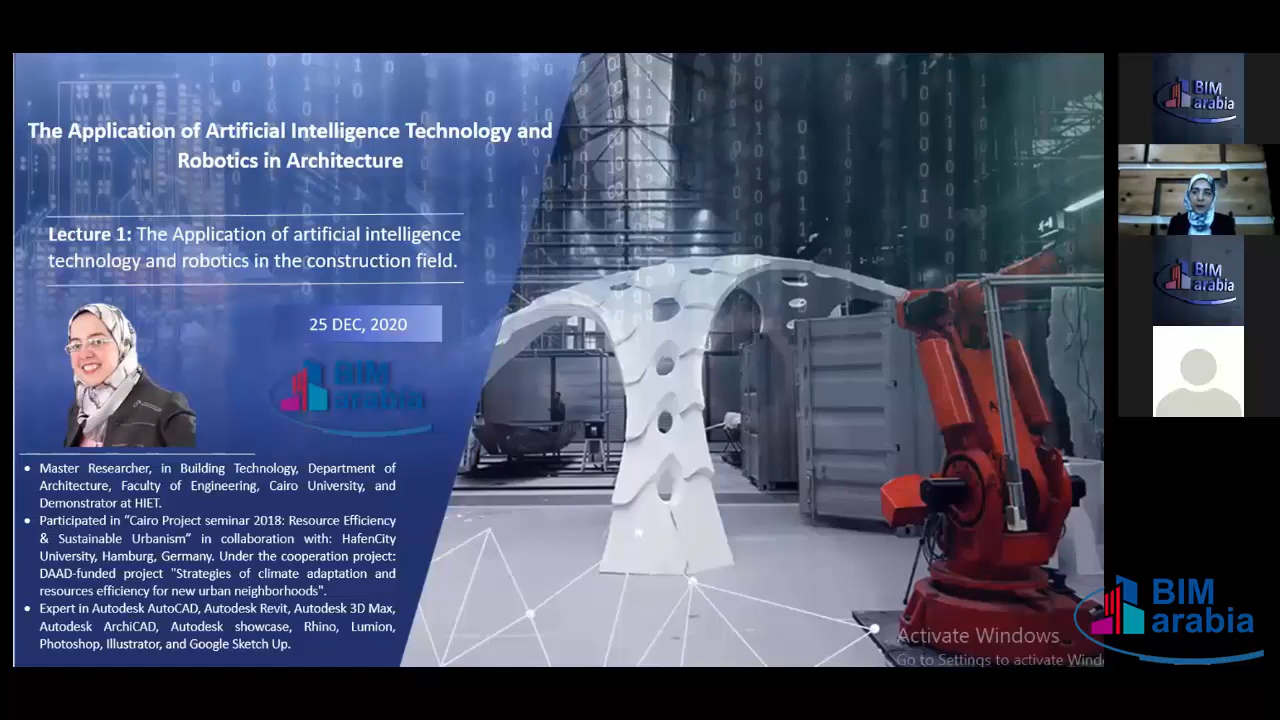 The Application of Artificial Intelligence Technology and
Robotics in Architecture
Lecture 1: The Application of artificial intelligence
technology and robotics in the construction field.
25 DEC, 2020
BIM
arabia
• Master Researcher, in Building Technology, Department of
Architecture, Faculty of Engineering, Cairo University, and
Demonstrator at HIET.
• Participated in “Cairo Project seminar 2018: Resource Efficiency
& Sustainable Urbanism” in collaboration with: HafenCity
University, Hamburg, Germany. Under the cooperation project:
DAAD-funded project "Strategies of climate adaptation and
resources efficiency for new urban neighborhoods".
• Expert in Autodesk AutoCAD, Autodesk Revit, Autodesk 3D Max,
Autodesk ArchiCAD, Autodesk showcase, Rhino, Lumion,
Photoshop, Illustrator, and Google Sketch Up.
Activate Windows
Go to Settings to activate Wind
BIM
arabia
BIM
arabia
BIM
arabia